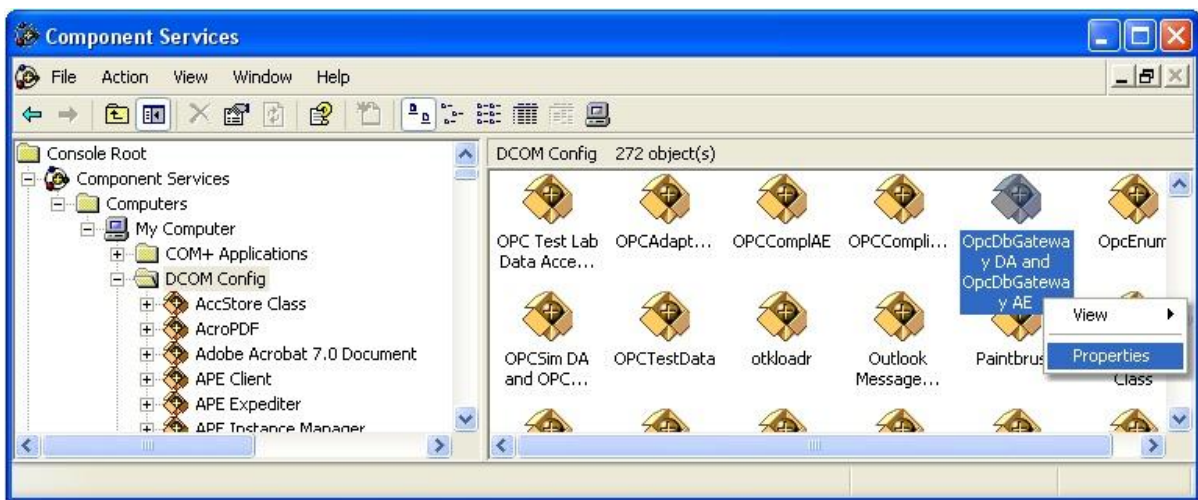 Component Services
File Action View Window Help
Console Root
Component Services
Computers
My Computer
COM+ Applications
DCOM Config
AccStore Class
AcroPDF
Adobe Acrobat 7.0 Document
APE Client
APE Expediter
APE Instance Manager
DCOM Config 272 object(s)
OPC Test Lab
Data Acce...
OPCAdapt...
OPCComplAE
OPCCompli...
OpcDbGatewa
y DA and
OpcDbGatewa
y AE
OpcEnum
View
Properties
OPCSim DA
and OPC...
OPCTestData
otkloadr
Outlook
Message...
Paintbrus
Class